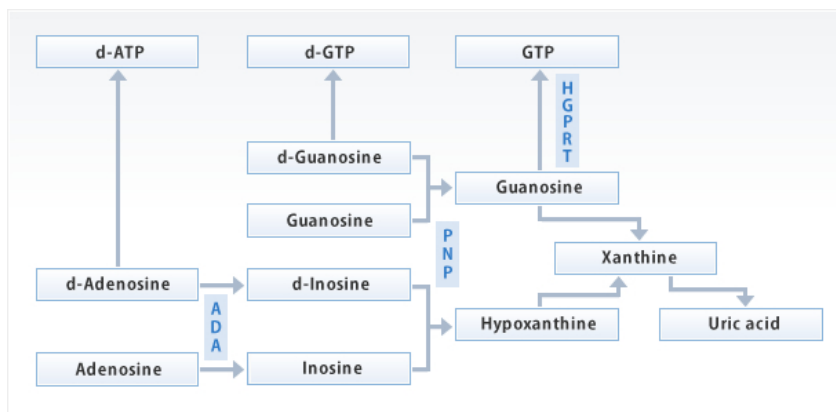 d-ATP
d-GTP
GTP
HGPRT
d-Guanosine
Guanosine
Guanosine
PNP
Xanthine
d-Adenosine
d-Inosine
ADA
Hypoxanthine
Uric acid
Adenosine
Inosine